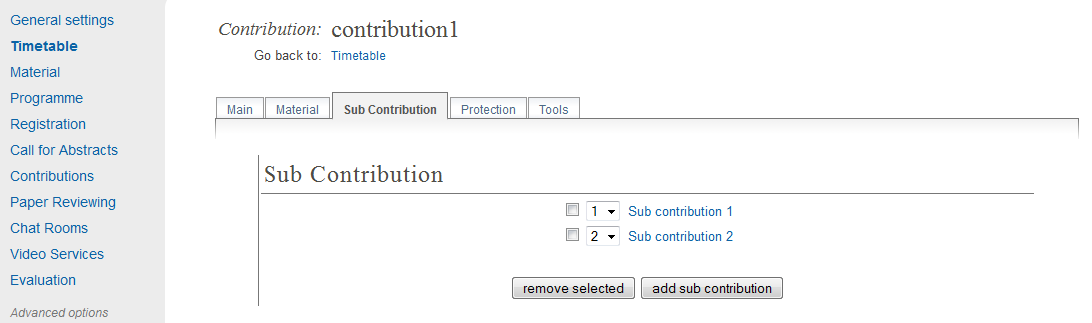 General settings
Timetable
Material
Programme
Registration
Call for Abstracts
Contributions
Paper Reviewing
Chat Rooms
Video Services
Evaluation
Advanced options
Contribution: contribution1
Go back to: Timetable
Main Material Sub Contribution Protection Tools
Sub Contribution
1 Sub contribution 1
2 Sub contribution 2
remove selected add sub contribution